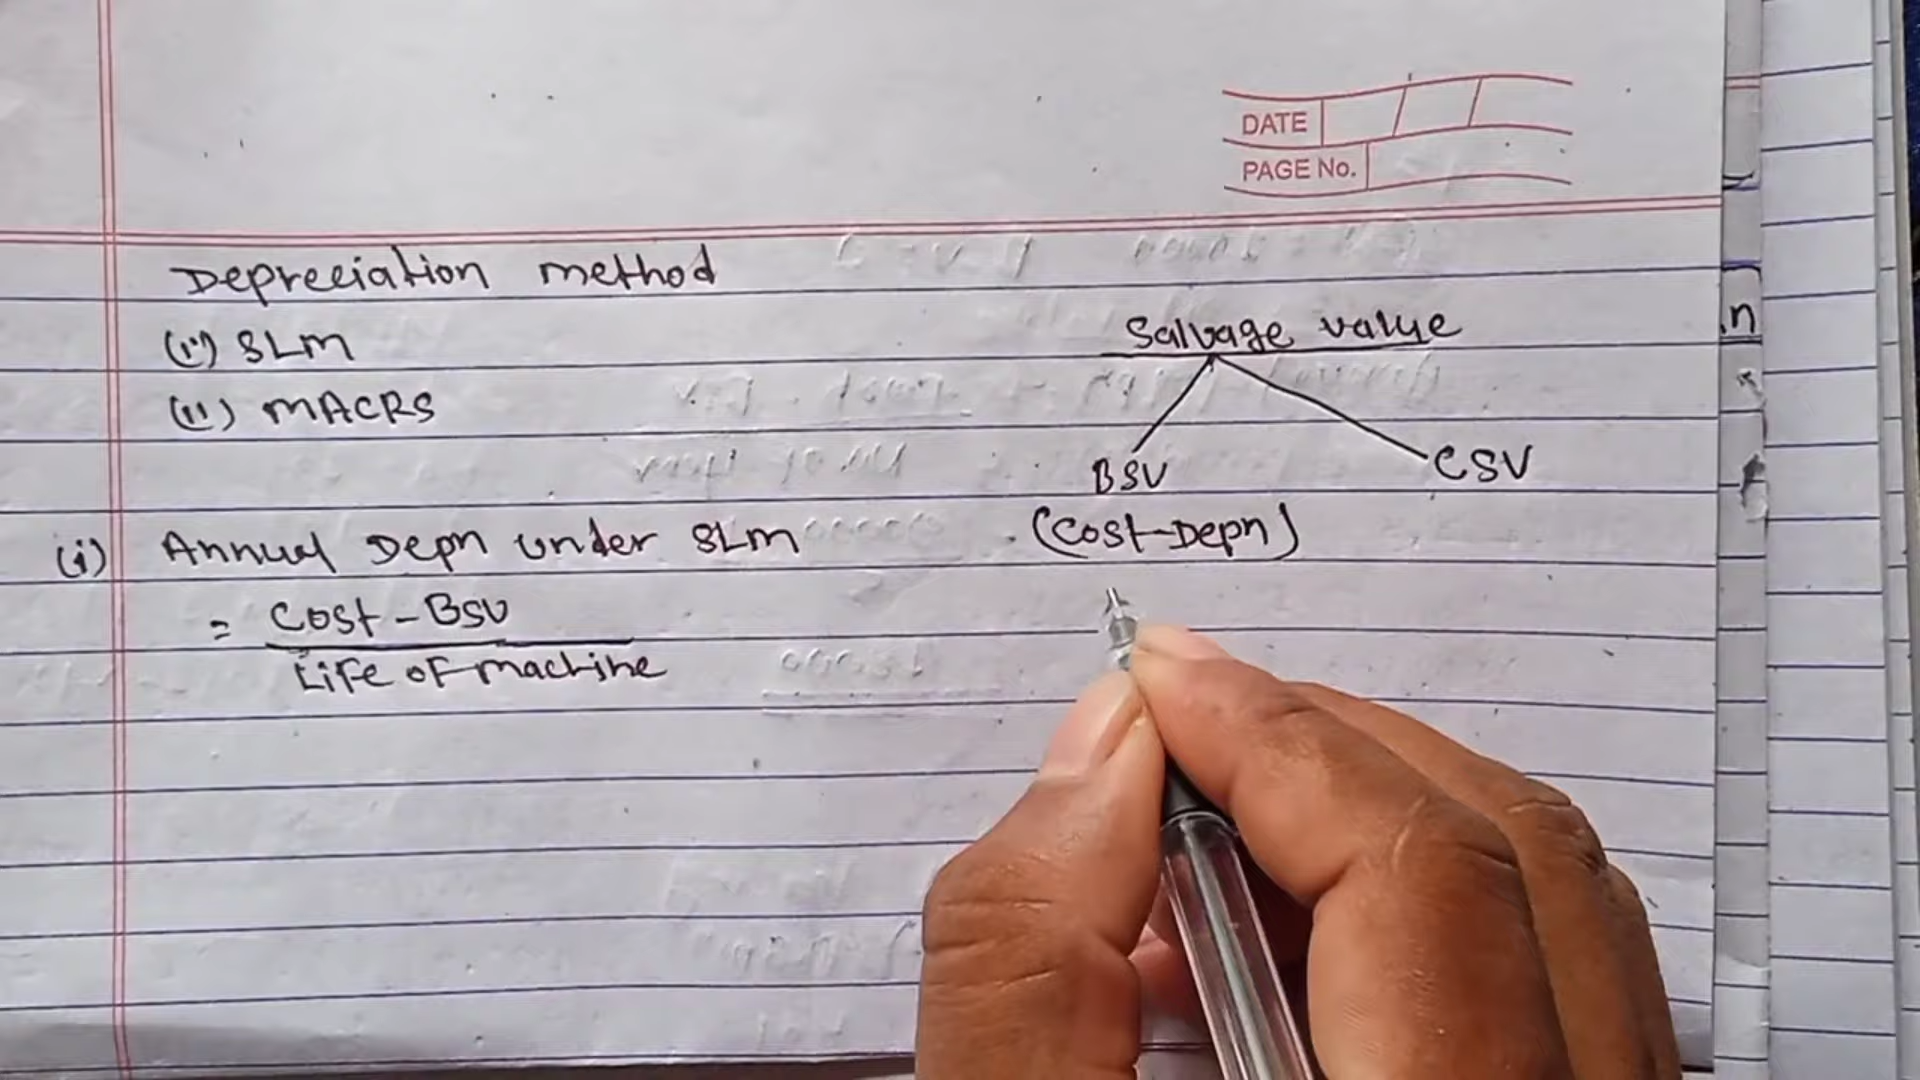 DATE
PAGE No.
Depreciation method
(i) SLM
(ii) MACRS
Salvage value
BSV
CSV
(Cost-Depn)
(i) Annual Depn under SLM
= Cost - BSV
Life of machine
n